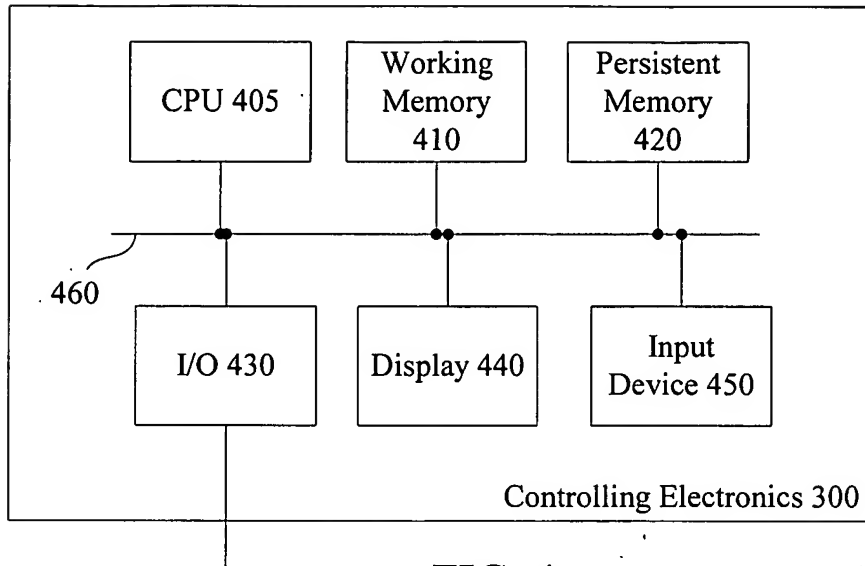 CPU 405
Working
Memory
410
Persistent
Memory
420
460
I/O 430
Display 440
Input
Device 450
Controlling Electronics 300